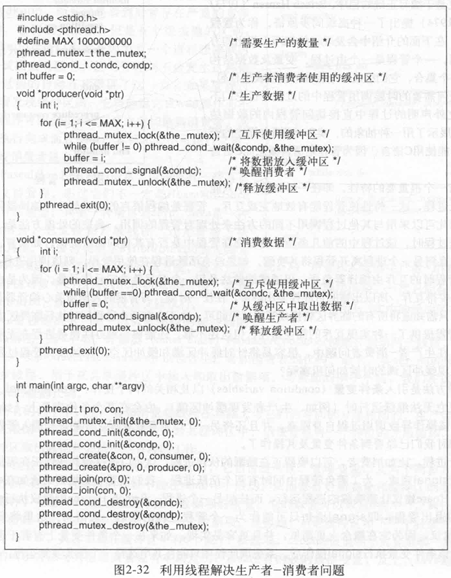 #include <stdio.h>
#include <pthread.h>
#define MAX 1000000000 /* 需要生产的数量 */
pthread_mutex_t the_mutex;
pthread_cond_t condc, condp;
int buffer = 0; /* 生产者消费者使用的缓冲区 */
void *producer(void *ptr) /* 生产数据 */
{ int i;
for (i = 1; i <= MAX; i++) {
pthread_mutex_lock(&the_mutex); /* 互斥使用缓冲区 */
while (buffer != 0) pthread_cond_wait(&condp, &the_mutex);
buffer = i; /* 将数据放入缓冲区 */
pthread_cond_signal(&condc); /* 唤醒消费者 */
pthread_mutex_unlock(&the_mutex); /*释放缓冲区 */
}
pthread_exit(0);
}
void *consumer(void *ptr) /* 消费数据 */
{ int i;
for (i = 1; i <= MAX; i++) {
pthread_mutex_lock(&the_mutex); /* 互斥使用缓冲区 */
while (buffer ==0) pthread_cond_wait(&condc, &the_mutex);
buffer = 0; /* 从缓冲区中取出数据 */
pthread_cond_signal(&condp); /* 唤醒生产者 */
pthread_mutex_unlock(&the_mutex); /* 释放缓冲区 */
}
pthread_exit(0);
}
int main(int argc, char **argv)
{
pthread_t pro, con;
pthread_mutex_init(&the_mutex, 0);
pthread_cond_init(&condc, 0);
pthread_cond_init(&condp, 0);
pthread_create(&con, 0, consumer, 0);
pthread_create(&pro, 0, producer, 0);
pthread_join(pro, 0);
pthread_join(con, 0);
pthread_cond_destroy(&condc);
pthread_cond_destroy(&condp);
pthread_mutex_destroy(&the_mutex);
}
图2-32 利用线程解决生产者-消费者问题